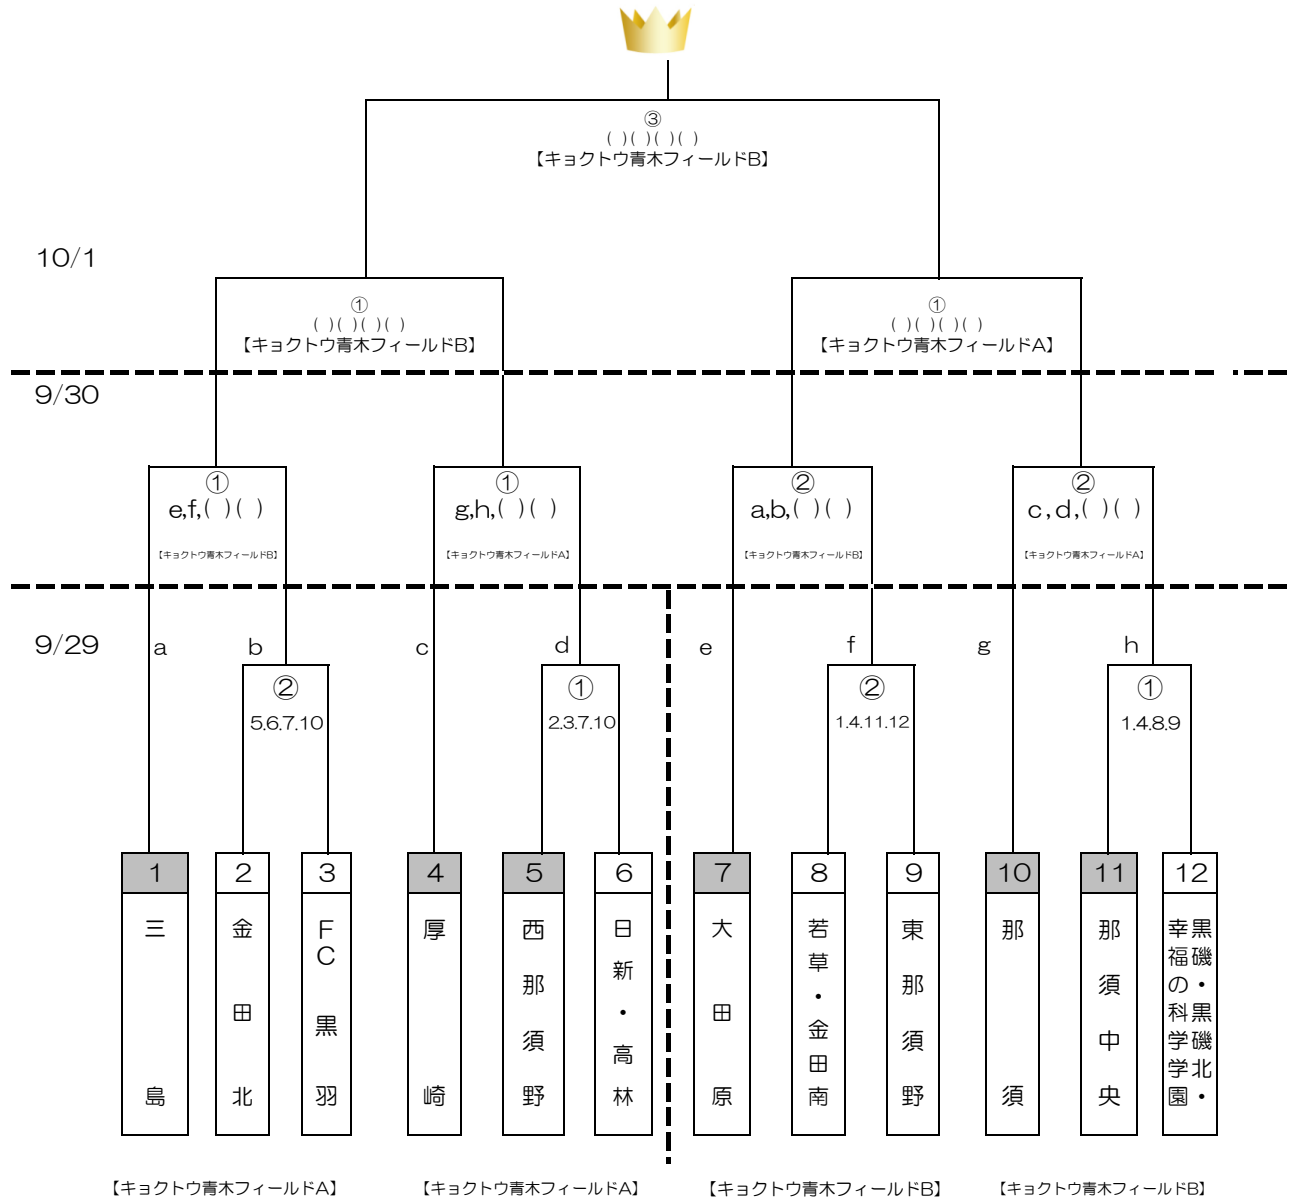 ③
( )( )( )( )
【キョクトウ青木フィールドB】
10/1
①
( )( )( )( )
【キョクトウ青木フィールドB】
①
( )( )( )( )
【キョクトウ青木フィールドA】
9/30
①
e,f,( )( )
【キョクトウ青木フィールドB】
①
g,h,( )( )
【キョクトウ青木フィールドA】
②
a,b,( )( )
【キョクトウ青木フィールドB】
②
c,d,( )( )
【キョクトウ青木フィールドA】
9/29
a
b
c
d
e
f
g
h
②
5.6.7.10
①
2.3.7.10
②
1.4.11.12
①
1.4.8.9
1
三島
2
金田北
3
FC黒羽
4
厚崎
5
西那須野
6
日新・高林
7
大田原
8
若草・金田南
9
東那須野
10
那須
11
那須中央
12
黒磯・黒磯北・
幸福の科学学園
【キョクトウ青木フィールドA】
【キョクトウ青木フィールドA】
【キョクトウ青木フィールドB】
【キョクトウ青木フィールドB】